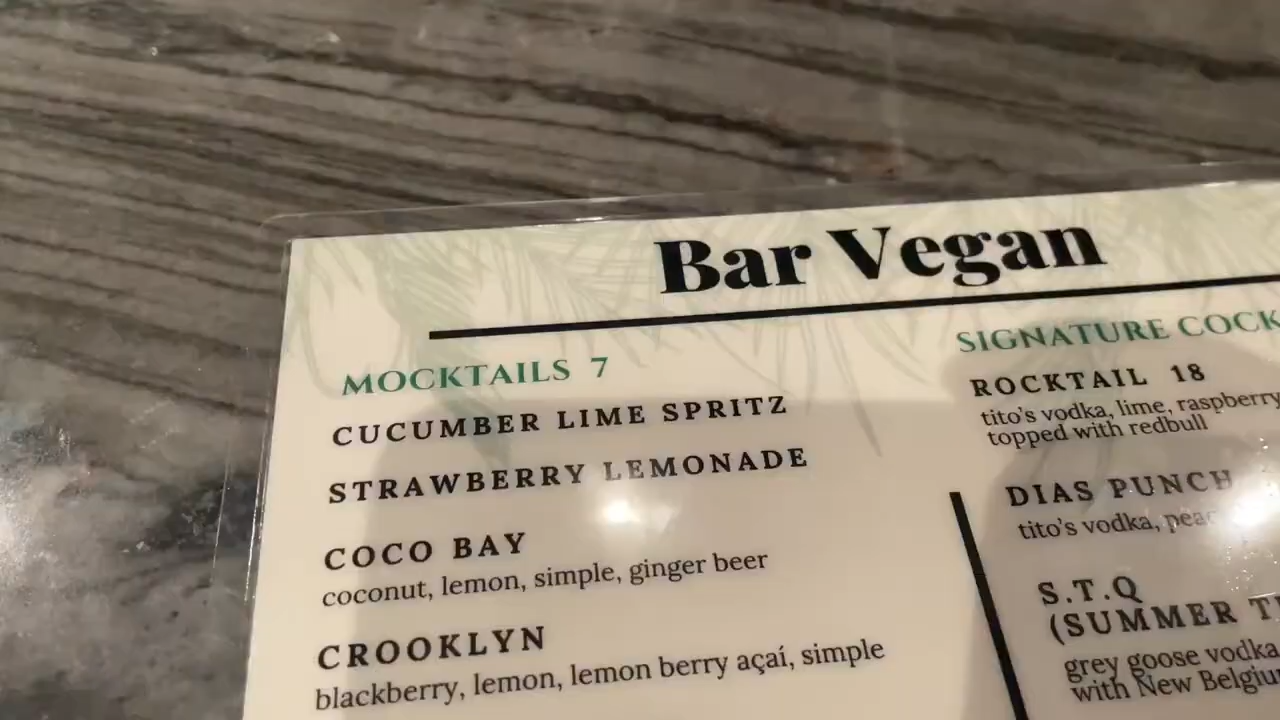 Bar Vegan
MOCKTAILS 7
CUCUMBER LIME SPRITZ
STRAWBERRY LEMONADE
COCO BAY
coconut, lemon, simple, ginger beer
CROOKLYN
blackberry, lemon, lemon berry açaí, simple
SIGNATURE
ROCKTAIL 18
tito's vodka, lime, raspberry
topped with redbull
DIAS PUNCH
tito's vodka,
S.T.Q
(SUMMER
grey goose vodka
with New